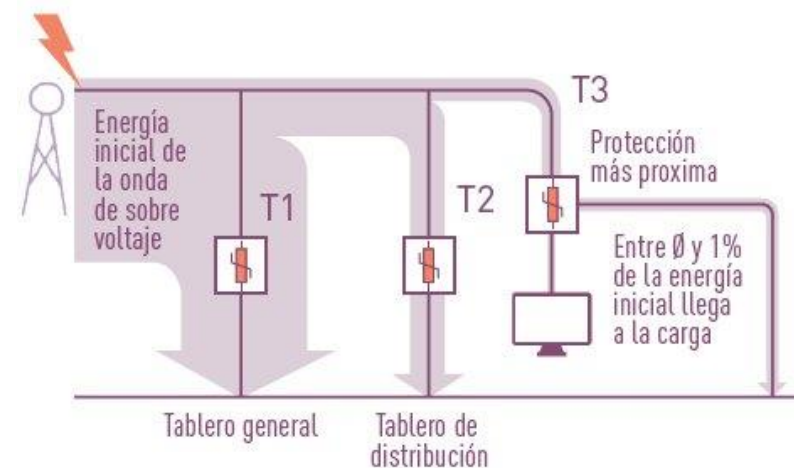 Energía
inicial de
la onda
de sobre
voltaje
T1
T2
T3
Protección
más proxima
Entre Ø y 1%
de la energía
inicial llega
a la carga
Tablero general
Tablero de
distribución